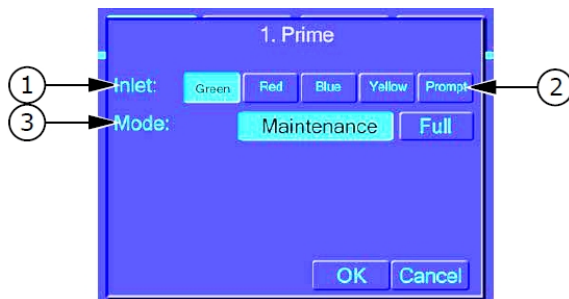 1. Prime
1 Inlet: Green Red Blue Yellow Prompt 2
3 Mode: Maintenance Full
OK Cancel